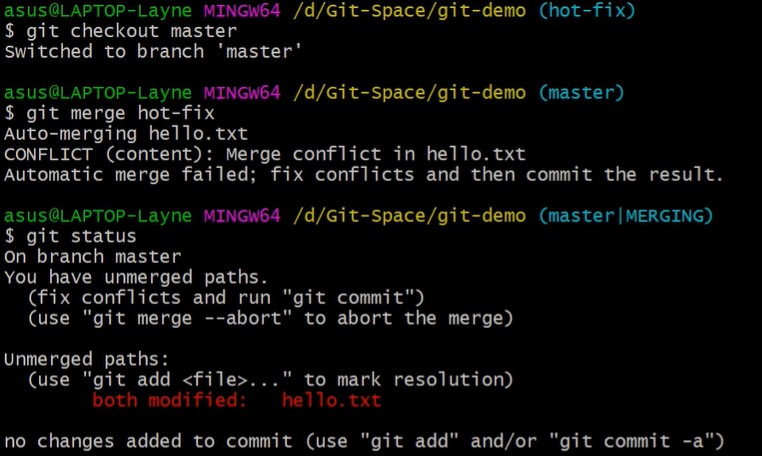 asus@LAPTOP-Layne MINGW64 /d/Git-Space/git-demo (hot-fix)
$ git checkout master
Switched to branch 'master'

asus@LAPTOP-Layne MINGW64 /d/Git-Space/git-demo (master)
$ git merge hot-fix
Auto-merging hello.txt
CONFLICT (content): Merge conflict in hello.txt
Automatic merge failed; fix conflicts and then commit the result.

asus@LAPTOP-Layne MINGW64 /d/Git-Space/git-demo (master|MERGING)
$ git status
On branch master
You have unmerged paths.
  (fix conflicts and run "git commit")
  (use "git merge --abort" to abort the merge)

Unmerged paths:
  (use "git add <file>..." to mark resolution)
        both modified:   hello.txt

no changes added to commit (use "git add" and/or "git commit -a")